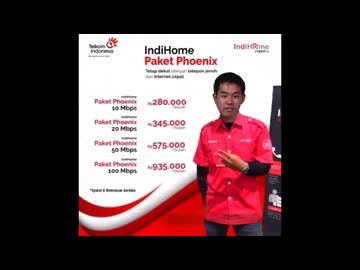 Telkom
Indonesia
IndiHome
IndiHome
Paket Phoenix
Tetap dekat dengan telepon jernih
dan internet cepat
IndiHome
Paket Phoenix
10 Mbps
Rp280.000
/bulan
IndiHome
Paket Phoenix
20 Mbps
Rp345.000
/bulan
IndiHome
Paket Phoenix
50 Mbps
Rp575.000
/bulan
IndiHome
Paket Phoenix
100 Mbps
Rp935.000
/bulan
*Syarat & Ketentuan berlaku